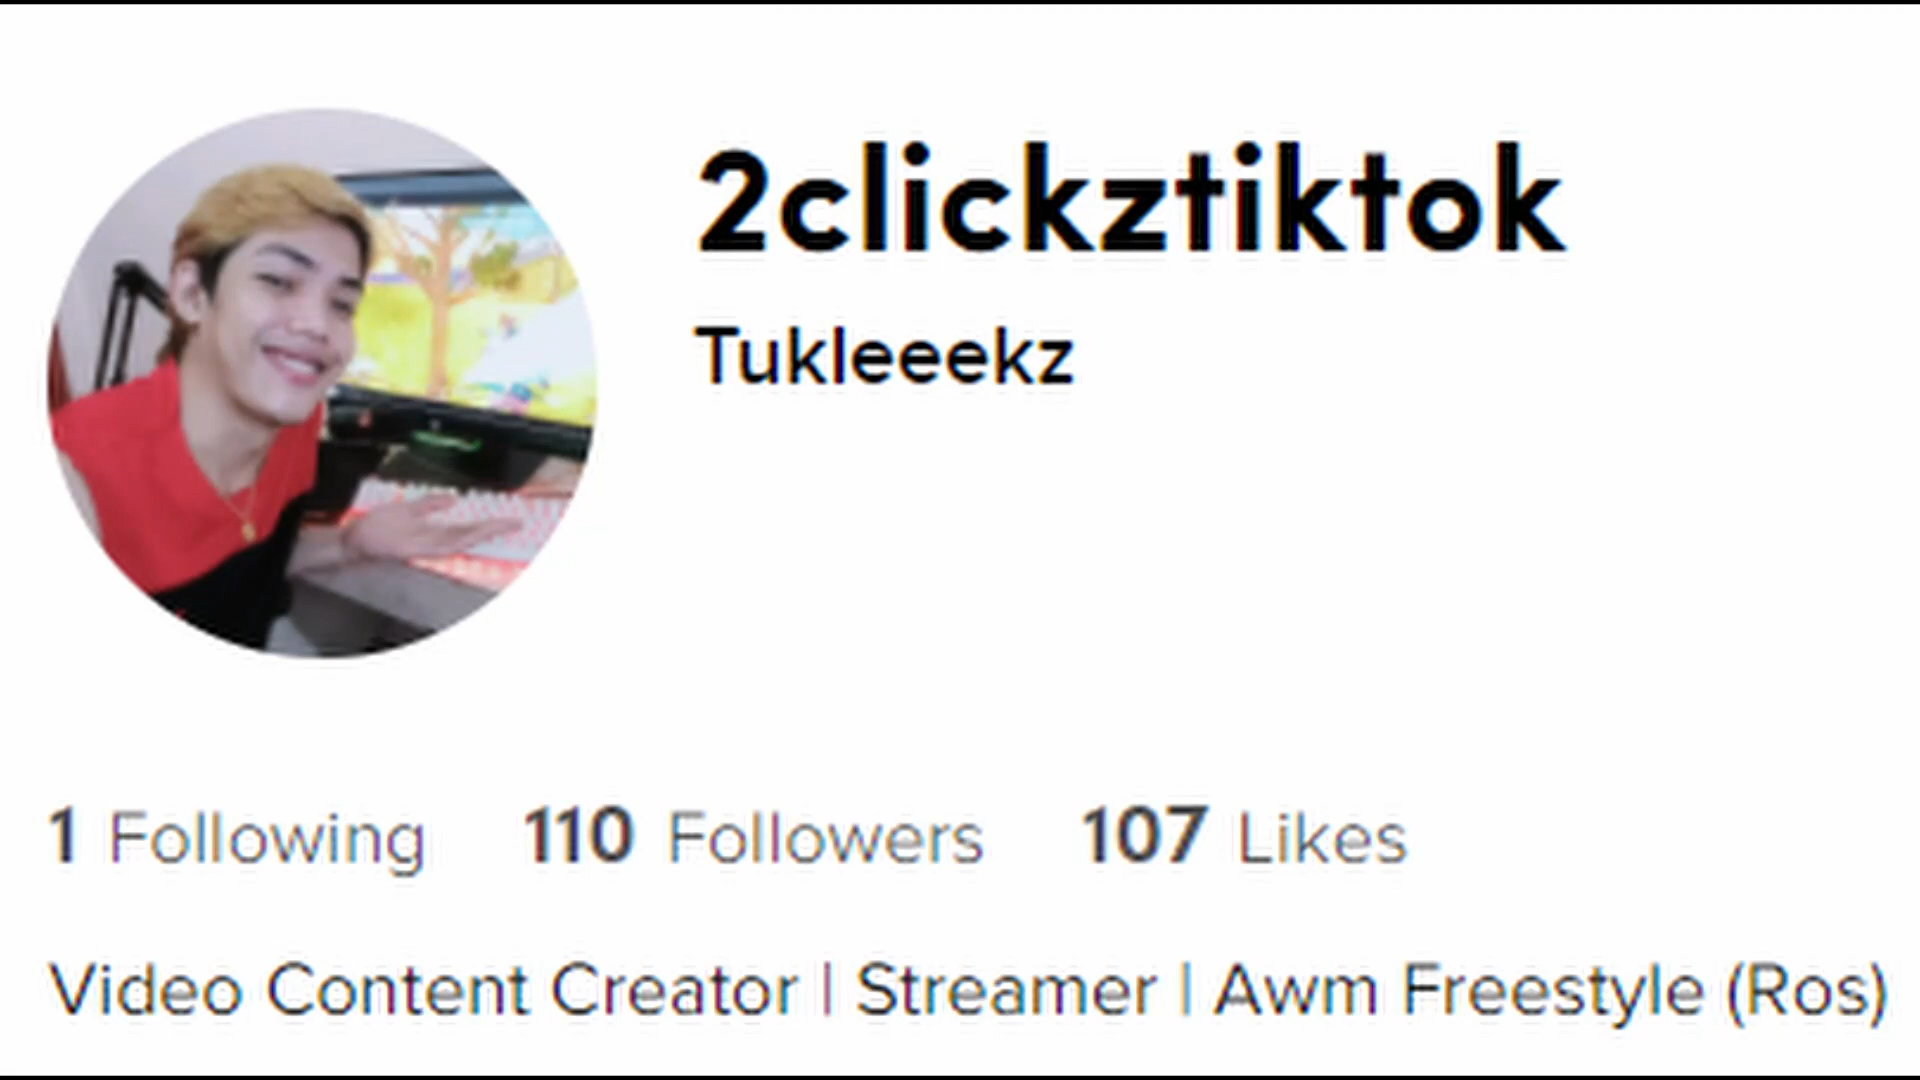 2clickztiktok
Tukleeekz
1 Following 110 Followers 107 Likes
Video Content Creator | Streamer | Awm Freestyle (Ros)